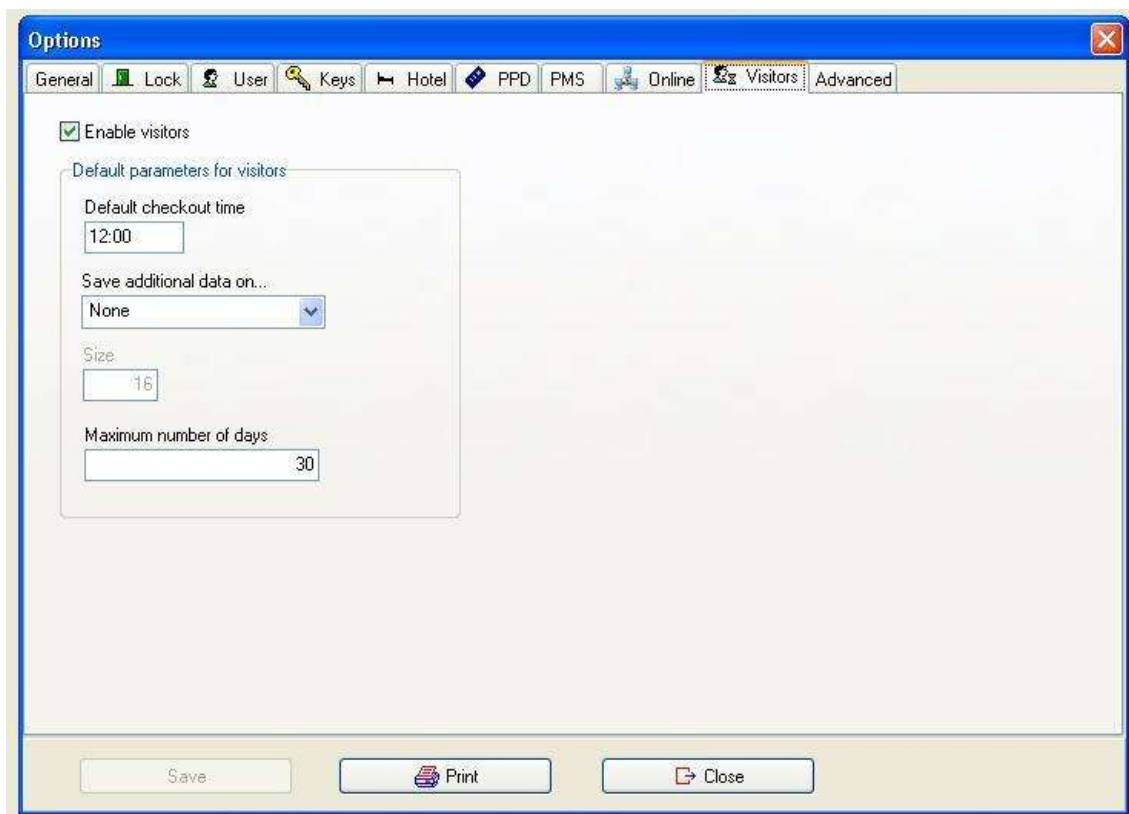 Options
General Lock User Keys Hotel PPD PMS Online Visitors Advanced
Enable visitors
Default parameters for visitors
Default checkout time
12:00
Save additional data on...
None
Size
16
Maximum number of days
30
Save Print Close